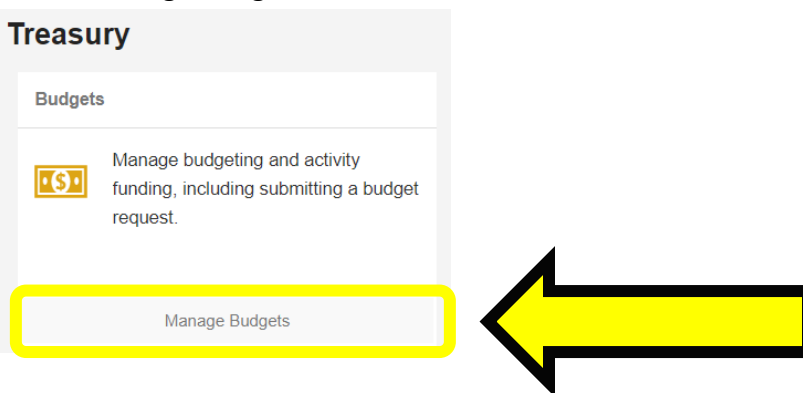 Treasury
Budgets
Manage budgeting and activity
funding, including submitting a budget
request.
Manage Budgets